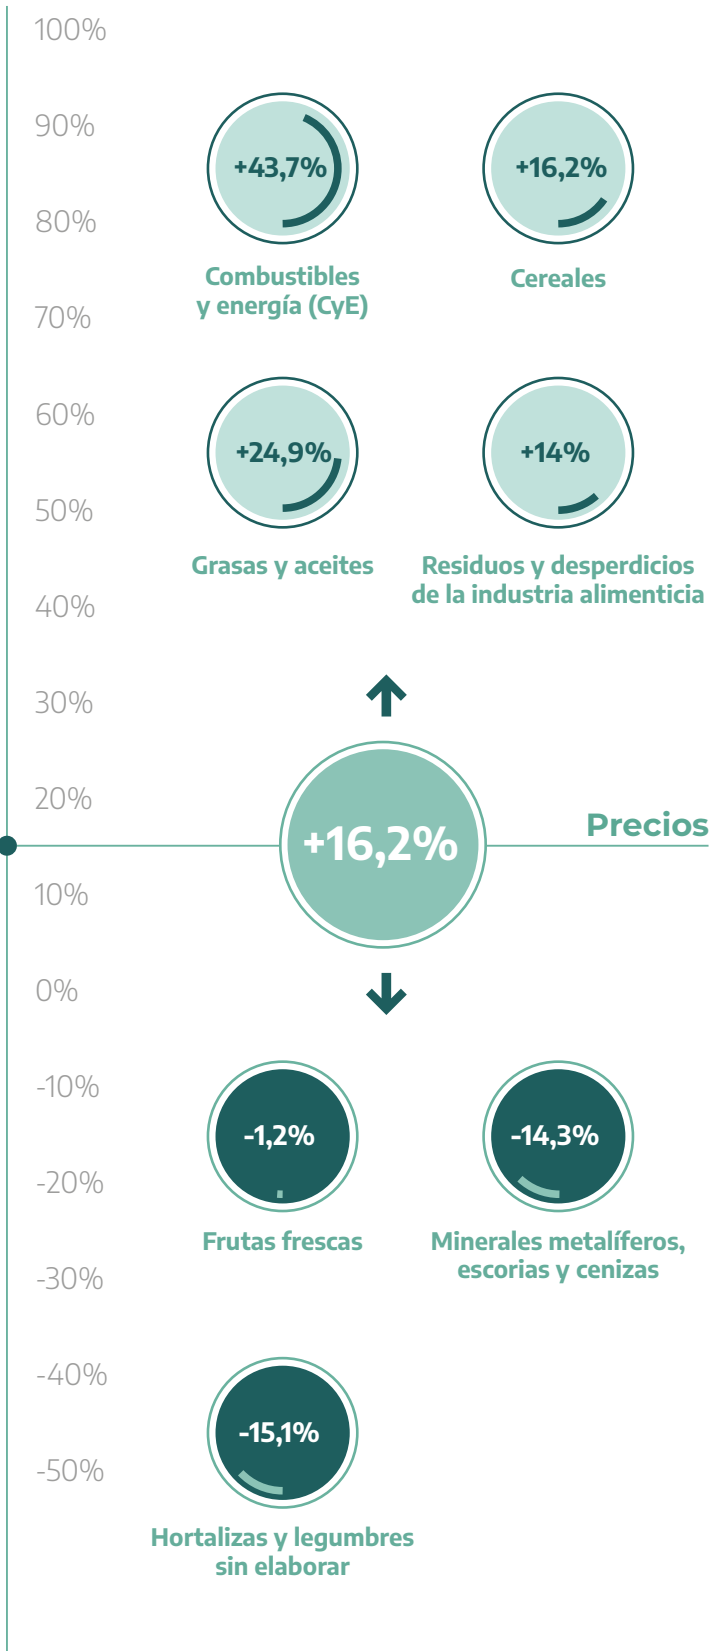 100%
90%
80%
70%
60%
50%
40%
30%
20%
10%
0%
-10%
-20%
-30%
-40%
-50%
+43,7%
Combustibles
y energía (CyE)
+16,2%
Cereales
+24,9%
Grasas y aceites
+14%
Residuos y desperdicios
de la industria alimenticia
+16,2%
Precios
-1,2%
Frutas frescas
-14,3%
Minerales metalíferos,
escorias y cenizas
-15,1%
Hortalizas y legumbres
sin elaborar